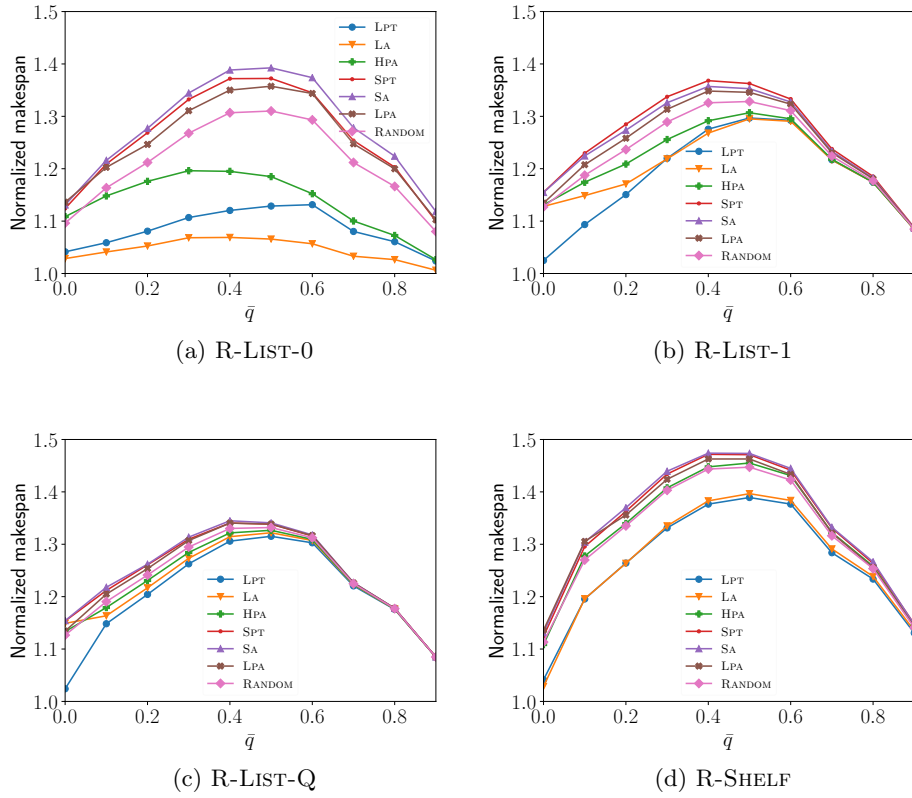 1.5
1.4
1.3
1.2
1.1
1.0
Normalized makespan
0.0 0.2 0.4 0.6 0.8
q̄
LPT
LA
HPA
SPT
SA
LPA
RANDOM
(a) R-LIST-0
1.5
1.4
1.3
1.2
1.1
1.0
Normalized makespan
0.0 0.2 0.4 0.6 0.8
q̄
LPT
LA
HPA
SPT
SA
LPA
RANDOM
(b) R-LIST-1
1.5
1.4
1.3
1.2
1.1
1.0
Normalized makespan
0.0 0.2 0.4 0.6 0.8
q̄
LPT
LA
HPA
SPT
SA
LPA
RANDOM
(c) R-LIST-Q
1.5
1.4
1.3
1.2
1.1
1.0
Normalized makespan
0.0 0.2 0.4 0.6 0.8
q̄
LPT
LA
HPA
SPT
SA
LPA
RANDOM
(d) R-SHELF